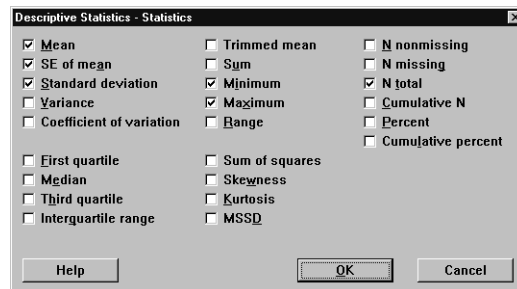 Descriptive Statistics - Statistics
Mean
SE of mean
Standard deviation
Variance
Coefficient of variation
First quartile
Median
Third quartile
Interquartile range
Trimmed mean
Sum
Minimum
Maximum
Range
Sum of squares
Skewness
Kurtosis
MSSD
N nonmissing
N missing
N total
Cumulative N
Percent
Cumulative percent
Help
OK
Cancel